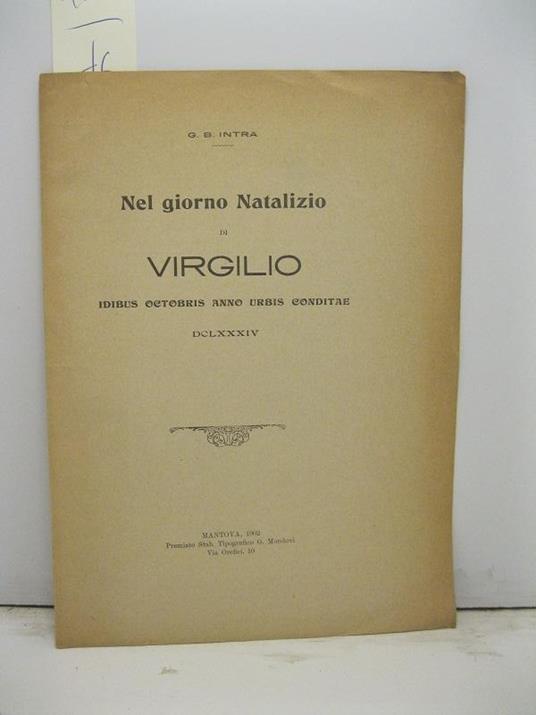 G. B. INTRA
Nel giorno Natalizio
DI
VIRGILIO
IDIBUS OCTOBRIS ANNO URBIS CONDITAE
DCLXXXIV
MANTOVA, 1902
Premiato Stab. Tipografico G. Mondovì
Via Orefici, 10